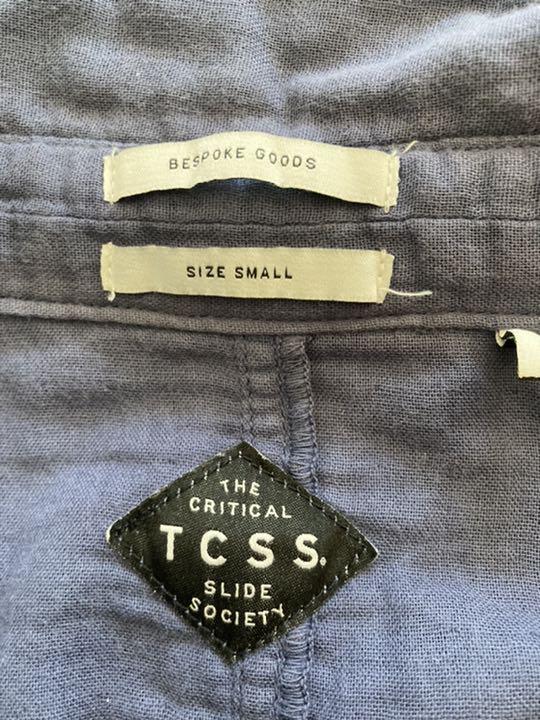 BESPOKE GOODS
SIZE SMALL
THE
CRITICAL
TCSS.
SLIDE
SOCIETY